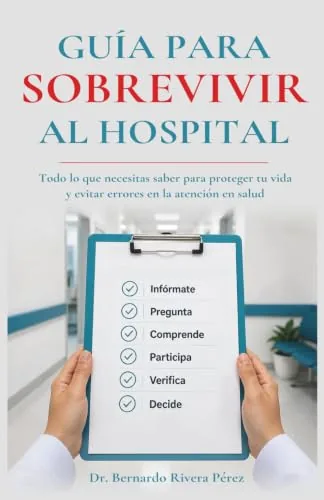 GUÍA PARA
SOBREVIVIR
AL HOSPITAL
Todo lo que necesitas saber para proteger tu vida
y evitar errores en la atención en salud
Infórmate
Pregunta
Comprende
Participa
Verifica
Decide
Dr. Bernardo Rivera Pérez